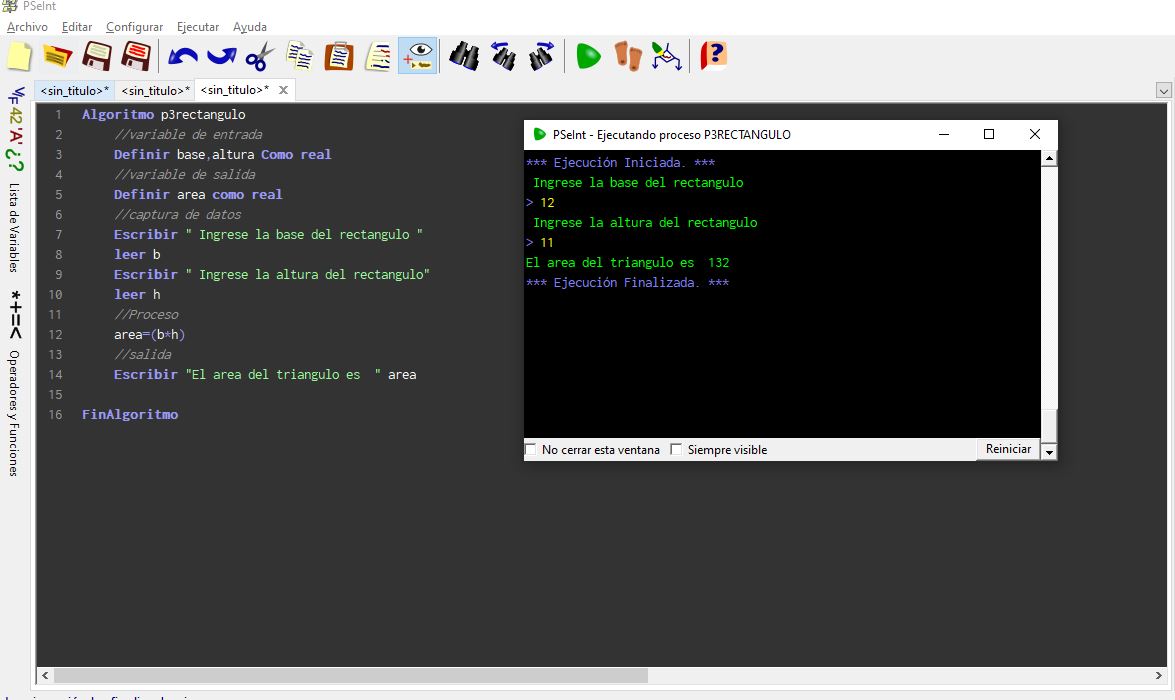 PSeInt
Archivo Editar Configurar Ejecutar Ayuda
<sin_titulo>* <sin_titulo>* <sin_titulo>*
Lista de Variables
Operadores y Funciones
1 Algoritmo p3rectangulo
2 //variable de entrada
3 Definir base,altura Como real
4 //variable de salida
5 Definir area como real
6 //captura de datos
7 Escribir " Ingrese la base del rectangulo "
8 leer b
9 Escribir " Ingrese la altura del rectangulo"
10 leer h
11 //Proceso
12 area=(b*h)
13 //salida
14 Escribir "El area del triangulo es  " area
15
16 FinAlgoritmo
PSeInt - Ejecutando proceso P3RECTANGULO
*** Ejecución Iniciada. ***
Ingrese la base del rectangulo
> 12
Ingrese la altura del rectangulo
> 11
El area del triangulo es  132
*** Ejecución Finalizada. ***
No cerrar esta ventana Siempre visible Reiniciar